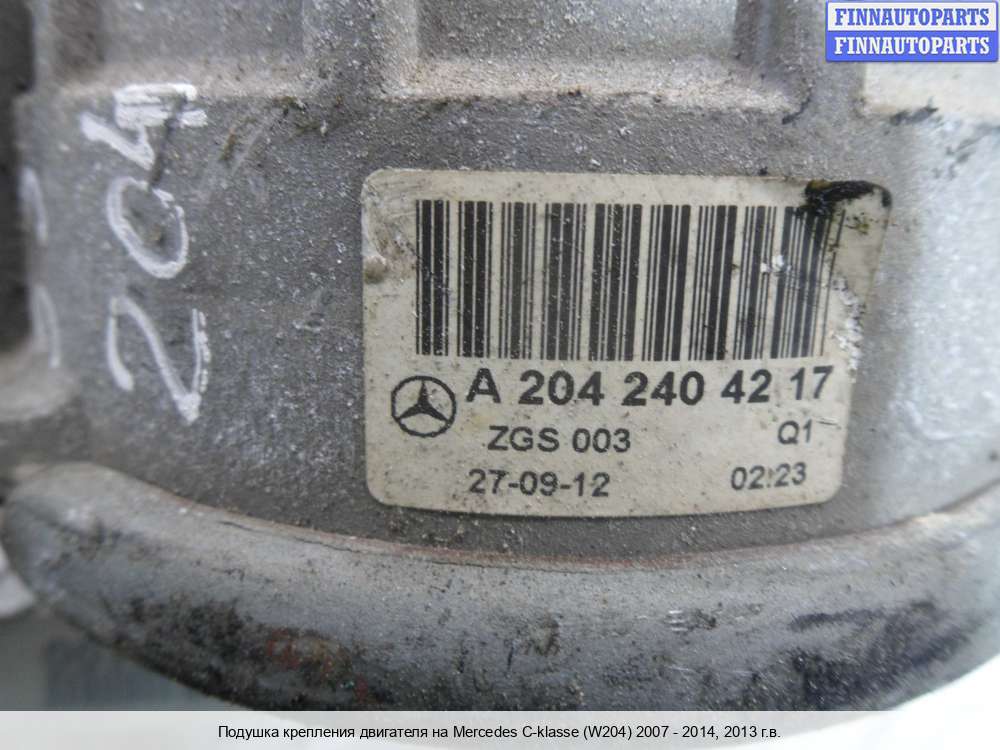 FINNAUTOPARTS
FINNAUTOPARTS
204
A 204 240 42 17
ZGS 003 Q1
27-09-12 02:23
Подушка крепления двигателя на Mercedes C-klasse (W204) 2007 - 2014, 2013 г.в.